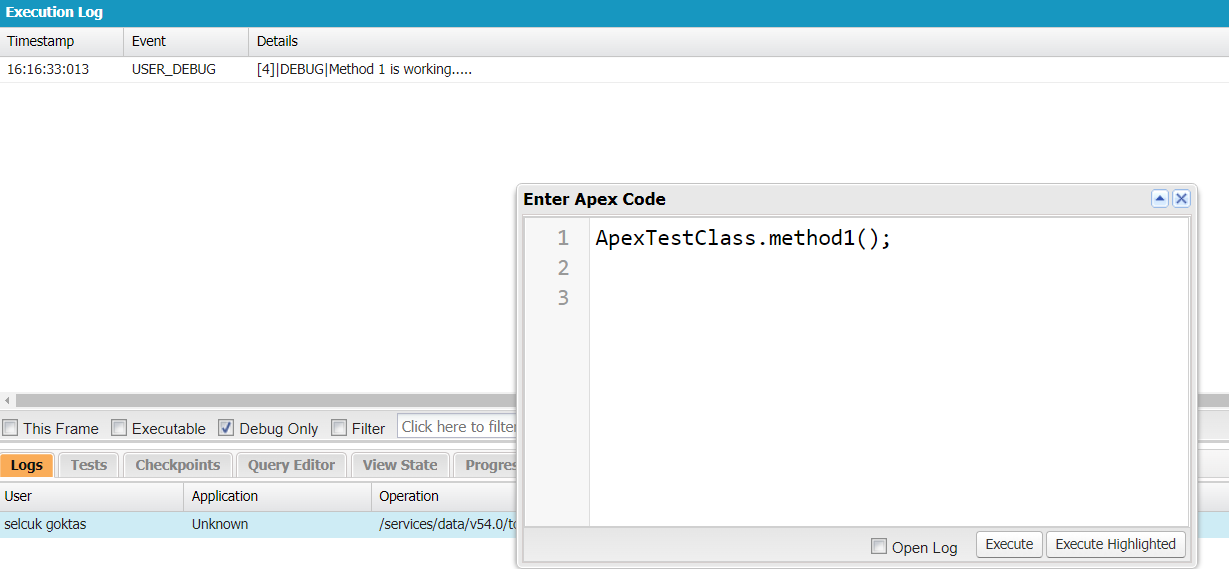 Execution Log
Timestamp Event Details
16:16:33:013 USER_DEBUG [4]|DEBUG|Method 1 is working.....
Enter Apex Code
1 ApexTestClass.method1();
2
3
This Frame Executable Debug Only Filter Click here to filter
Logs Tests Checkpoints Query Editor View State Progres
User Application Operation
selcuk goktas Unknown /services/data/v54.0/to
Open Log Execute Execute Highlighted